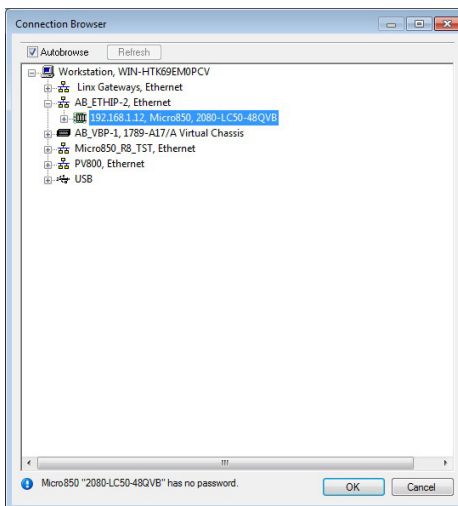 Connection Browser
Autobrowse Refresh
Workstation, WIN-HTK69EM0PCV
Linx Gateways, Ethernet
AB_ETHIP-2, Ethernet
192.168.1.12, Micro850, 2080-LC50-48QVB
AB_VBP-1, 1789-A17/A Virtual Chassis
Micro850_R8_TST, Ethernet
PV800, Ethernet
USB
Micro850 "2080-LC50-48QVB" has no password.
OK Cancel